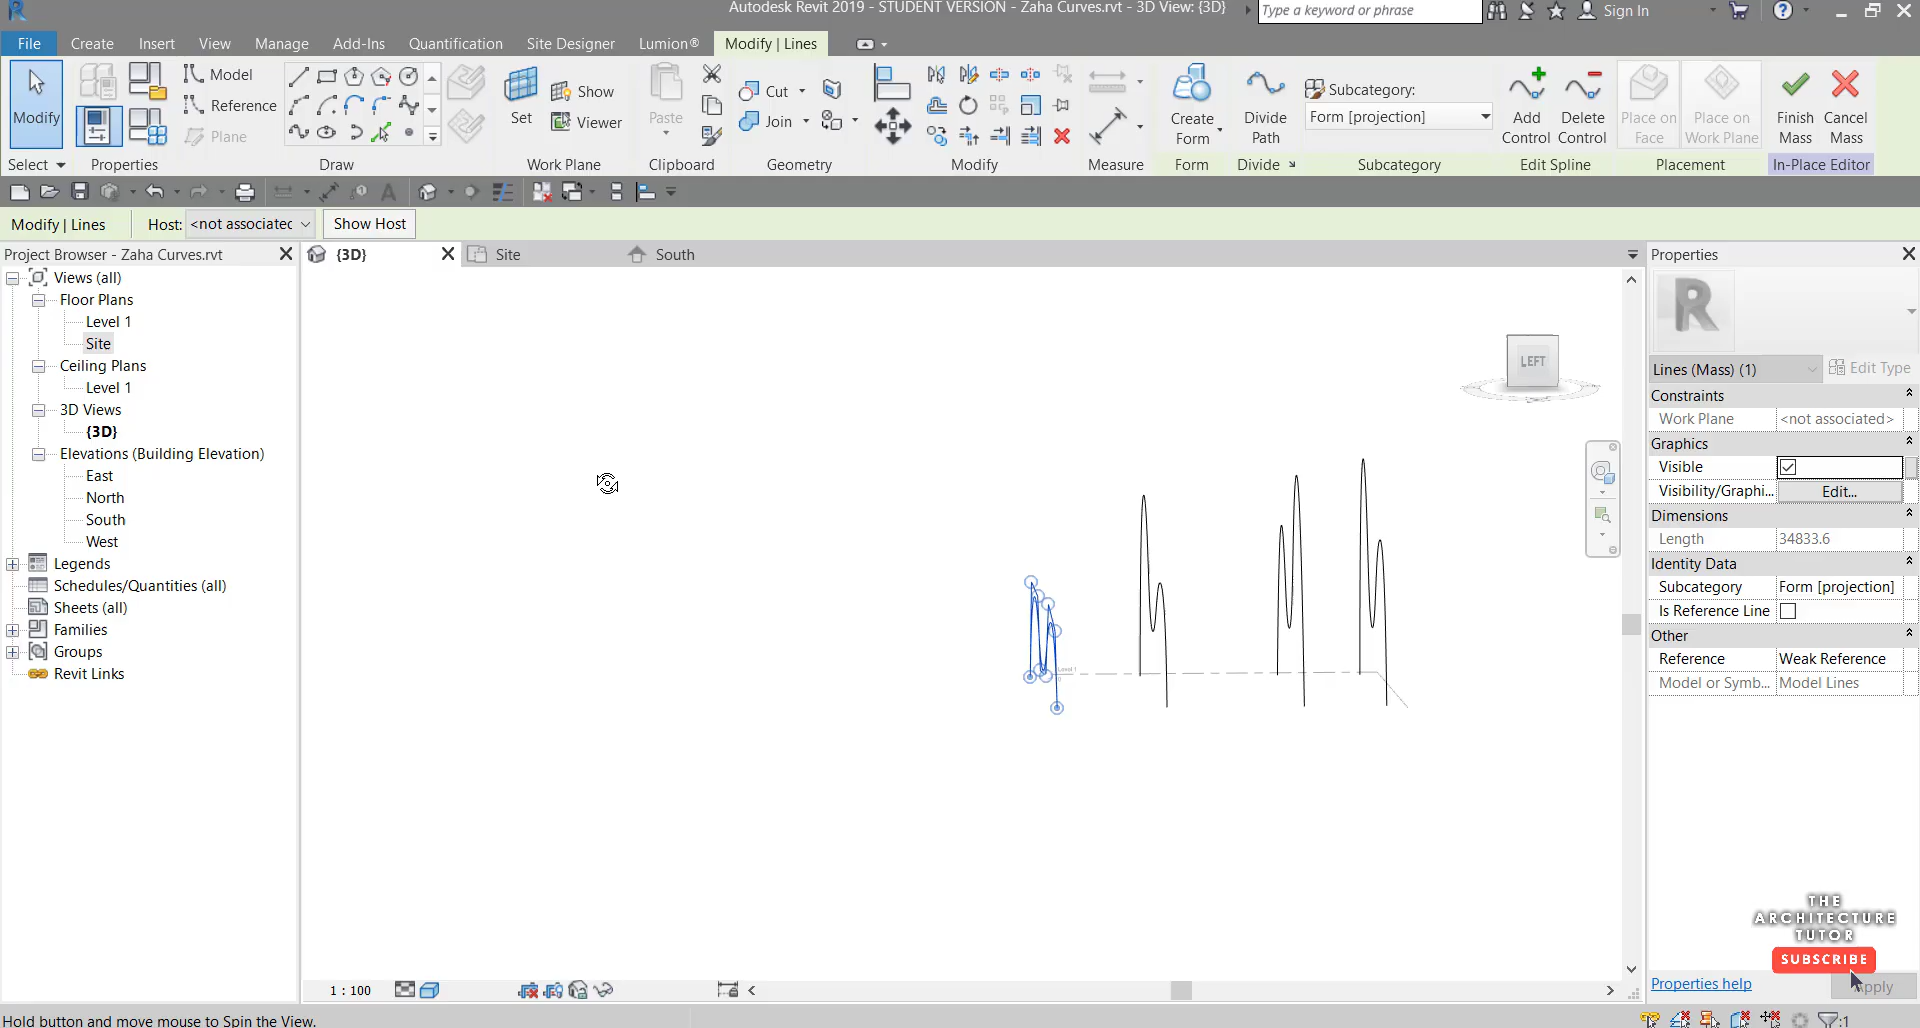 Autodesk Revit 2019 - STUDENT VERSION - Zaha Curves.rvt - 3D View: {3D}
Type a keyword or phrase
Sign In
File Create Insert View Manage Add-Ins Quantification Site Designer Lumion® Modify | Lines
Modify
Model
Reference
Plane
Set
Show
Viewer
Paste
Cut
Join
Create Form
Divide Path
Subcategory:
Form [projection]
Add Control
Delete Control
Place on Face
Place on Work Plane
Finish Mass
Cancel Mass
Select Properties Draw Work Plane Clipboard Geometry Modify Measure Form Divide Subcategory Edit Spline Placement In-Place Editor
Modify | Lines Host: <not associatec Show Host
Project Browser - Zaha Curves.rvt
{3D} Site South
Properties
Views (all)
Floor Plans
Level 1
Site
Ceiling Plans
Level 1
3D Views
{3D}
Elevations (Building Elevation)
East
North
South
West
Legends
Schedules/Quantities (all)
Sheets (all)
Families
Groups
Revit Links
LEFT
Level 1
R
Lines (Mass) (1) Edit Type
Constraints
Work Plane <not associated>
Graphics
Visible
Visibility/Graphi... Edit...
Dimensions
Length 34833.6
Identity Data
Subcategory Form [projection]
Is Reference Line
Other
Reference Weak Reference
Model or Symb... Model Lines
THE
ARCHITECTURE
TUTOR
SUBSCRIBE
Properties help Apply
1 : 100
Hold button and move mouse to Spin the View.
:1